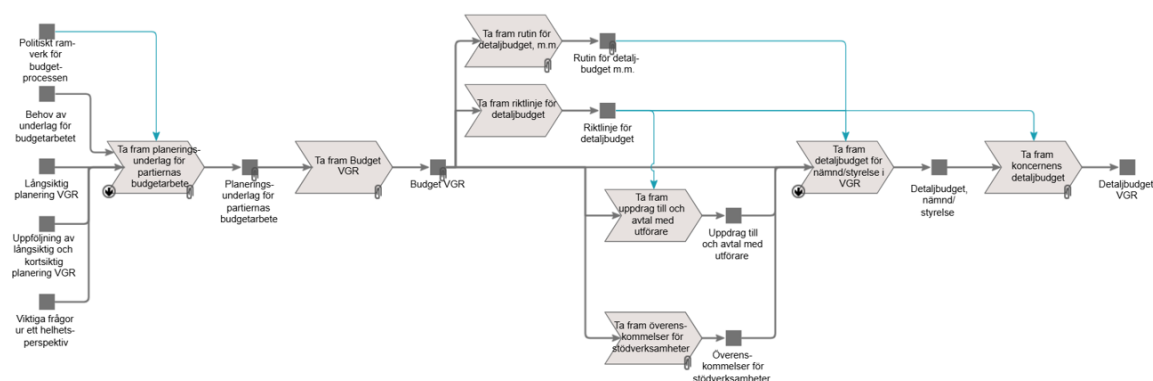 Politiskt ram-
verk för
budget-
processen
Behov av
underlag för
budgetarbetet
Långsiktig
planering VGR
Uppföljning av
långsiktig och
kortsiktig
planering VGR
Viktiga frågor
ur ett helhets-
perspektiv
Ta fram planerings-
underlag för
partiernas
budgetarbete
Planerings-
underlag för
partiernas
budgetarbete
Ta fram Budget
VGR
Budget VGR
Ta fram rutin för
detaljbudget, m.m
Rutin för detalj-
budget m.m.
Ta fram riktlinje för
detaljbudget
Riktlinje för
detaljbudget
Ta fram
uppdrag till och
avtal med
utförare
Uppdrag till
och avtal med
utförare
Ta fram överens-
kommelser för
stödverksamheter
Överens-
kommelser för
stödverksamheter
Ta fram
detaljbudget för
nämnd/styrelse i
VGR
Detaljbudget,
nämnd/
styrelse
Ta fram
koncernens
detaljbudget
Detaljbudget
VGR